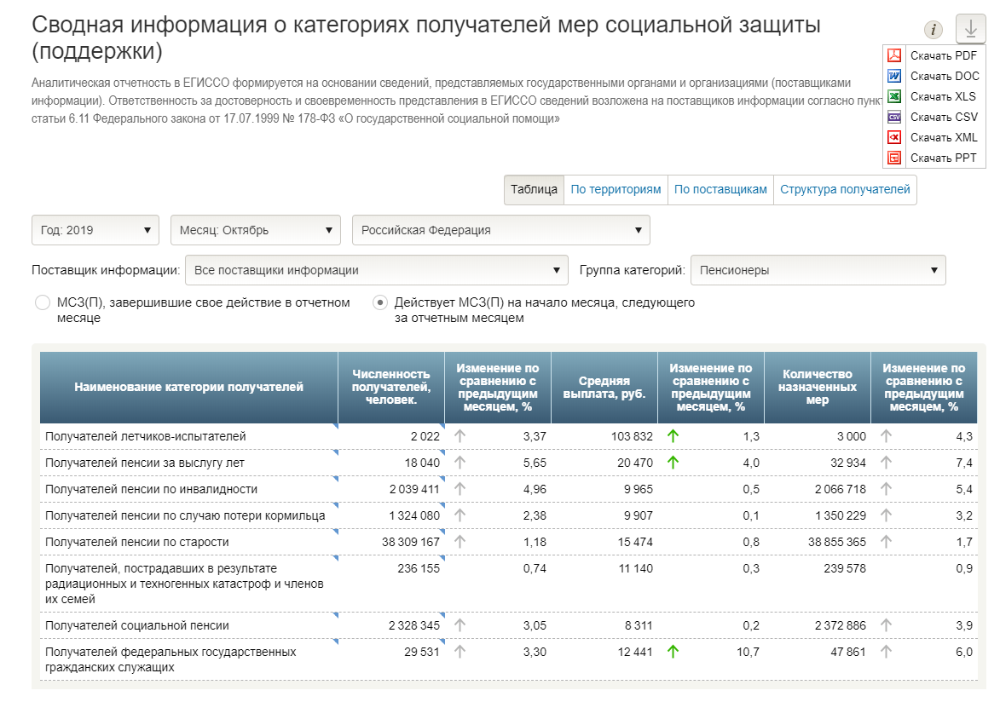 Сводная информация о категориях получателей мер социальной защиты
(поддержки)
i
Скачать PDF
Скачать DOC
Скачать XLS
CSV Скачать CSV
Скачать XML
Скачать PPT
Аналитическая отчетность в ЕГИССО формируется на основании сведений, представляемых государственными органами и организациями (поставщиками
информации). Ответственность за достоверность и своевременность представления в ЕГИССО сведений возложена на поставщиков информации согласно пункт
статьи 6.11 Федерального закона от 17.07.1999 № 178-ФЗ «О государственной социальной помощи»
Таблица По территориям По поставщикам Структура получателей
Год: 2019 Месяц: Октябрь Российская Федерация
Поставщик информации: Все поставщики информации Группа категорий: Пенсионеры
МСЗ(П), завершившие свое действие в отчетном
месяце
Действует МСЗ(П) на начало месяца, следующего
за отчетным месяцем
Наименование категории получателей
Численность
получателей,
человек.
Изменение по
сравнению с
предыдущим
месяцем, %
Средняя
выплата, руб.
Изменение по
сравнению с
предыдущим
месяцем, %
Количество
назначенных
мер
Изменение по
сравнению с
предыдущим
месяцем, %
Получателей летчиков-испытателей 2 022 3,37 103 832 1,3 3 000 4,3
Получателей пенсии за выслугу лет 18 040 5,65 20 470 4,0 32 934 7,4
Получателей пенсии по инвалидности 2 039 411 4,96 9 965 0,5 2 066 718 5,4
Получателей пенсии по случаю потери кормильца 1 324 080 2,38 9 907 0,1 1 350 229 3,2
Получателей пенсии по старости 38 309 167 1,18 15 474 0,8 38 855 365 1,7
Получателей, пострадавших в результате 236 155 0,74 11 140 0,3 239 578 0,9
радиационных и техногенных катастроф и членов
их семей
Получателей социальной пенсии 2 328 345 3,05 8 311 0,2 2 372 886 3,9
Получателей федеральных государственных 29 531 3,30 12 441 10,7 47 861 6,0
гражданских служащих